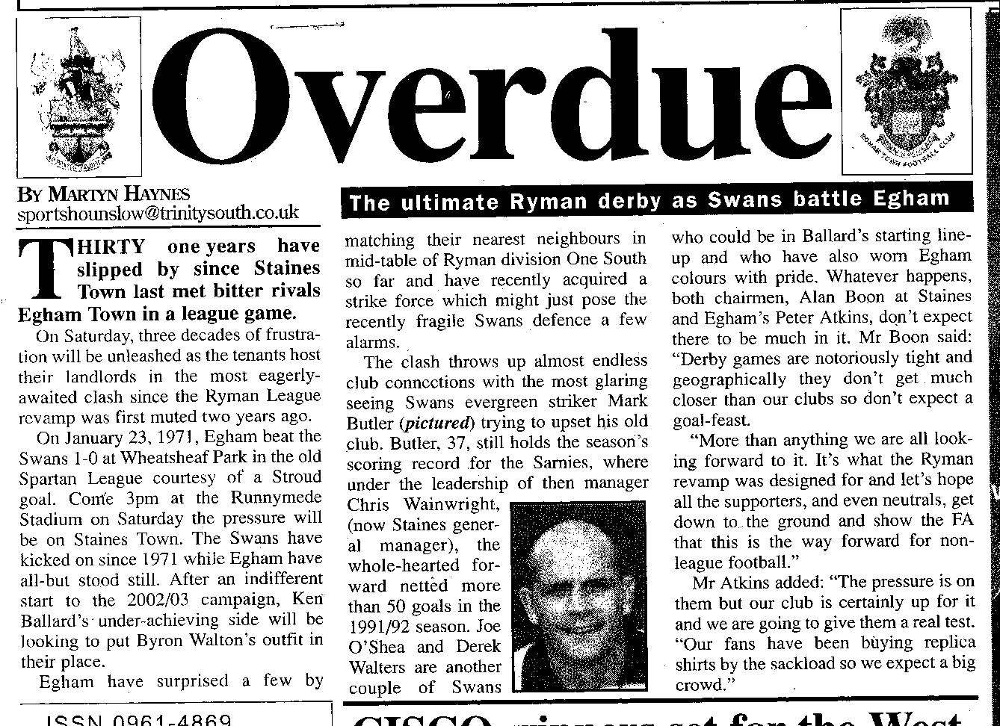 Overdue
EGHAM TOWN FOOTBALL CLUB
BY MARTYN HAYNES
sportshounslow@trinitysouth.co.uk
The ultimate Ryman derby as Swans battle Egham
THIRTY one years have
slipped by since Staines
Town last met bitter rivals
Egham Town in a league game.
On Saturday, three decades of frustra-
tion will be unleashed as the tenants host
their landlords in the most eagerly-
awaited clash since the Ryman League
revamp was first muted two years ago.
On January 23, 1971, Egham beat the
Swans 1-0 at Wheatsheaf Park in the old
Spartan League courtesy of a Stroud
goal. Come 3pm at the Runnymede
Stadium on Saturday the pressure will
be on Staines Town. The Swans have
kicked on since 1971 while Egham have
all-but stood still. After an indifferent
start to the 2002/03 campaign, Ken
Ballard's under-achieving side will be
looking to put Byron Walton's outfit in
their place.
Egham have surprised a few by
matching their nearest neighbours in
mid-table of Ryman division One South
so far and have recently acquired a
strike force which might just pose the
recently fragile Swans defence a few
alarms.
The clash throws up almost endless
club connections with the most glaring
seeing Swans evergreen striker Mark
Butler (pictured) trying to upset his old
club. Butler, 37, still holds the season's
scoring record for the Sarnies, where
under the leadership of then manager
Chris Wainwright,
(now Staines gener-
al manager), the
whole-hearted for-
ward netted more
than 50 goals in the
1991/92 season. Joe
O'Shea and Derek
Walters are another
couple of Swans
who could be in Ballard's starting line-
up and who have also worn Egham
colours with pride. Whatever happens,
both chairmen, Alan Boon at Staines
and Egham's Peter Atkins, don't expect
there to be much in it. Mr Boon said:
"Derby games are notoriously tight and
geographically they don't get much
closer than our clubs so don't expect a
goal-feast.
"More than anything we are all look-
ing forward to it. It's what the Ryman
revamp was designed for and let's hope
all the supporters, and even neutrals, get
down to the ground and show the FA
that this is the way forward for non-
league football."
Mr Atkins added: "The pressure is on
them but our club is certainly up for it
and we are going to give them a real test.
"Our fans have been buying replica
shirts by the sackload so we expect a big
crowd."
ISSN 0961-4869
set for the West